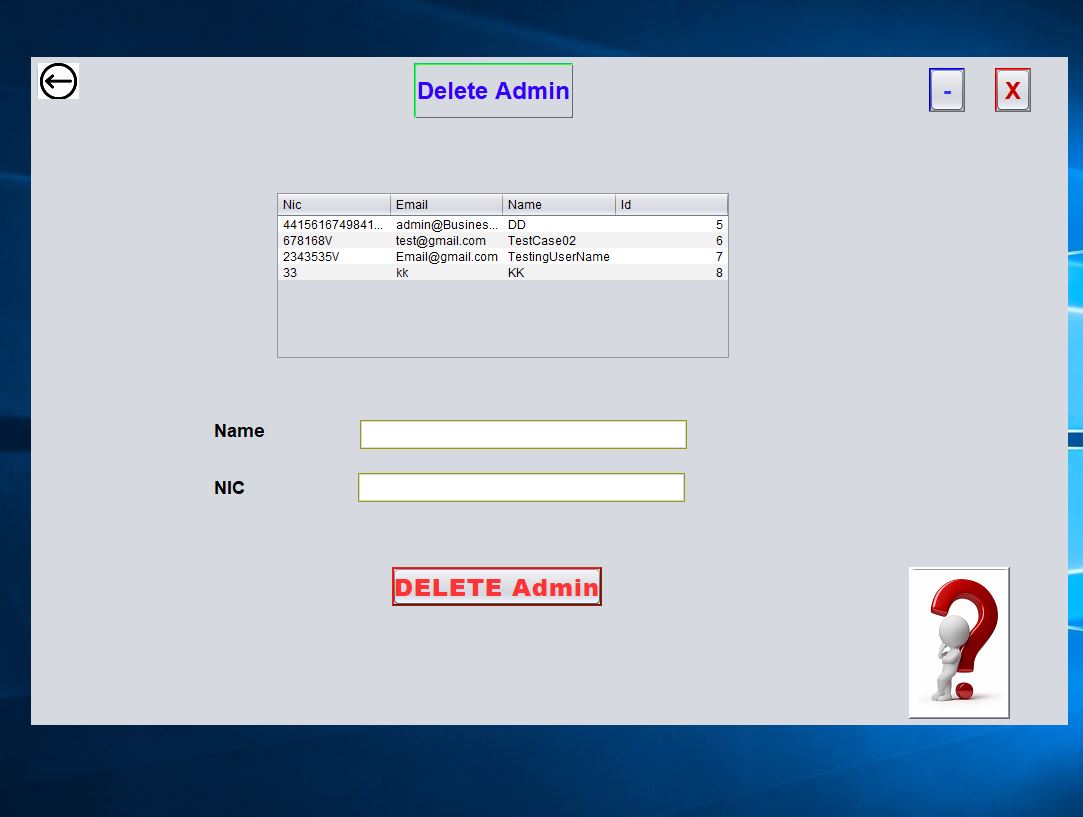 Delete Admin
-
X
Nic Email Name Id
4415616749841... admin@Busines... DD 5
678168V test@gmail.com TestCase02 6
2343535V Email@gmail.com TestingUserName 7
33 kk KK 8
Name
NIC
DELETE Admin
?